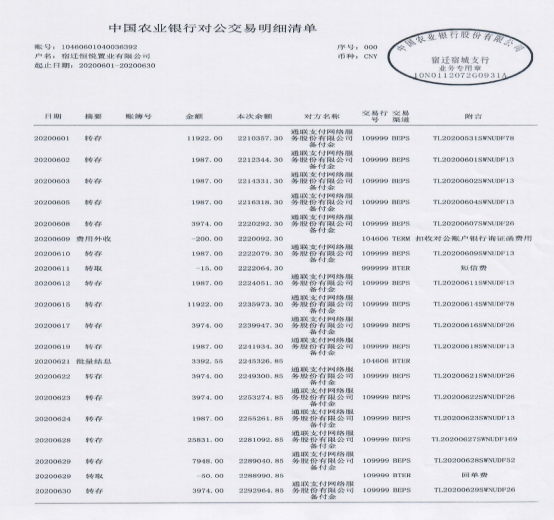 中国农业银行对公交易明细清单
账号: 10460601040036392 序号: 000
户名: 宿迁恒悦置业有限公司 币种: CNY
起止日期: 20200601-20200630
中国农业银行股份有限公司
宿迁宿城支行
业务专用章
10N0112072G0931A
日期 摘要 账簿号 金额 本次余额 对方名称 交易行号 交易渠道 附言
20200601 转存 11922.00 2210357.30 通联支付网络服务股份有限公司备付金 109999 BEPS TL20200531SWNUDF78
20200602 转存 1987.00 2212344.30 通联支付网络服务股份有限公司备付金 109999 BEPS TL20200601SWNUDF13
20200603 转存 1987.00 2214331.30 通联支付网络服务股份有限公司备付金 109999 BEPS TL20200602SWNUDF13
20200605 转存 1987.00 2216318.30 通联支付网络服务股份有限公司备付金 109999 BEPS TL20200604SWNUDF13
20200608 转存 3974.00 2220292.30 通联支付网络服务股份有限公司备付金 109999 BEPS TL20200607SWNUDF26
20200609 费用外收 -200.00 2220092.30 104606 TERM 扣收对公账户银行询证函费用
20200610 转存 1987.00 2222079.30 通联支付网络服务股份有限公司备付金 109999 BEPS TL20200609SWNUDF13
20200611 转取 -15.00 2222064.30 999999 BTER 短信费
20200612 转存 1987.00 2224051.30 通联支付网络服务股份有限公司备付金 109999 BEPS TL20200611SWNUDF13
20200615 转存 11922.00 2235973.30 通联支付网络服务股份有限公司备付金 109999 BEPS TL20200614SWNUDF78
20200617 转存 3974.00 2239947.30 通联支付网络服务股份有限公司备付金 109999 BEPS TL20200616SWNUDF26
20200619 转存 1987.00 2241934.30 通联支付网络服务股份有限公司备付金 109999 BEPS TL20200618SWNUDF13
20200621 批量结息 3392.55 2245326.85 104606 BTER
20200622 转存 3974.00 2249300.85 通联支付网络服务股份有限公司备付金 109999 BEPS TL20200621SWNUDF26
20200623 转存 3974.00 2253274.85 通联支付网络服务股份有限公司备付金 109999 BEPS TL20200622SWNUDF26
20200624 转存 1987.00 2255261.85 通联支付网络服务股份有限公司备付金 109999 BEPS TL20200623SWNUDF13
20200628 转存 25831.00 2281092.85 通联支付网络服务股份有限公司备付金 109999 BEPS TL20200627SWNUDF169
20200629 转存 7948.00 2289040.85 通联支付网络服务股份有限公司备付金 109999 BEPS TL20200628SWNUDF52
20200629 转取 -50.00 2288990.85 109999 BTER 回单费
20200630 转存 3974.00 2292964.85 通联支付网络服务股份有限公司备付金 109999 BEPS TL20200629SWNUDF26